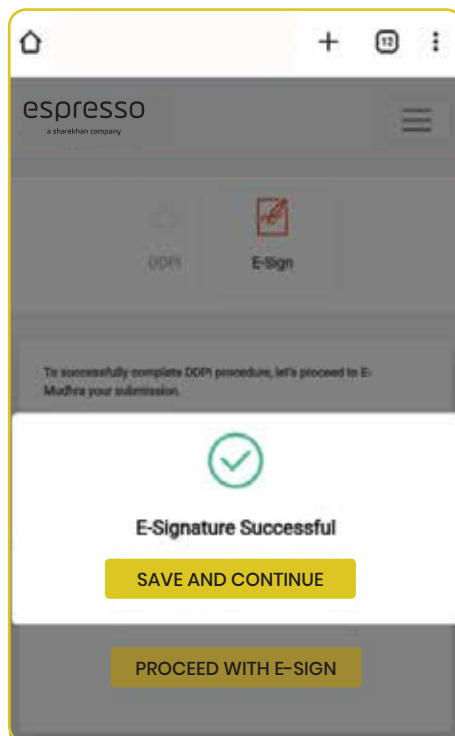 12
espresso
a sharekhan company
DDPI
E-Sign
To successfully complete DDPI procedure, let's proceed to E-
Mudhra your submission.
E-Signature Successful
SAVE AND CONTINUE
PROCEED WITH E-SIGN